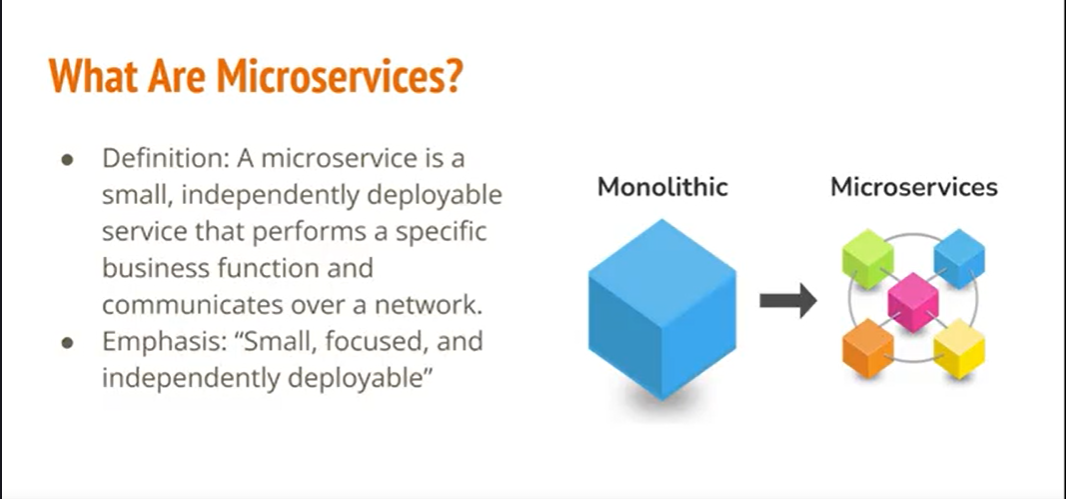 What Are Microservices?
● Definition: A microservice is a
small, independently deployable
service that performs a specific
business function and
communicates over a network.
● Emphasis: “Small, focused, and
independently deployable”
Monolithic
Microservices